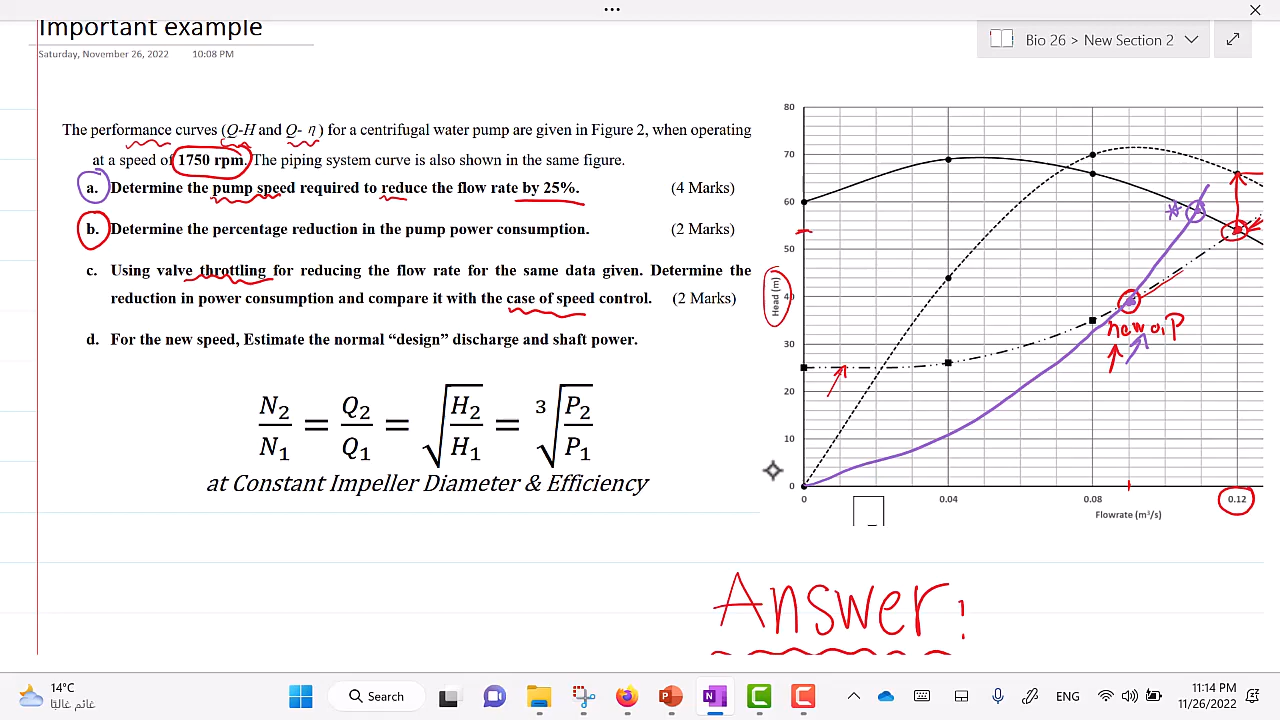 Important example
Saturday, November 26, 2022 10:08 PM
Bio 26 > New Section 2
The performance curves (Q-H and Q- η) for a centrifugal water pump are given in Figure 2, when operating
at a speed of 1750 rpm. The piping system curve is also shown in the same figure.
a. Determine the pump speed required to reduce the flow rate by 25%. (4 Marks)
b. Determine the percentage reduction in the pump power consumption. (2 Marks)
c. Using valve throttling for reducing the flow rate for the same data given. Determine the
reduction in power consumption and compare it with the case of speed control. (2 Marks)
d. For the new speed, Estimate the normal “design” discharge and shaft power.
N₂/N₁ = Q₂/Q₁ = √(H₂/H₁) = ∛(P₂/P₁)
at Constant Impeller Diameter & Efficiency
80
70
60
50
40
30
20
10
0
Head (m)
new o,P
0 0.04 0.08 0.12
Flowrate (m³/s)
Answer:
14°C
غائم غالباً
Search
ENG
11:14 PM
11/26/2022